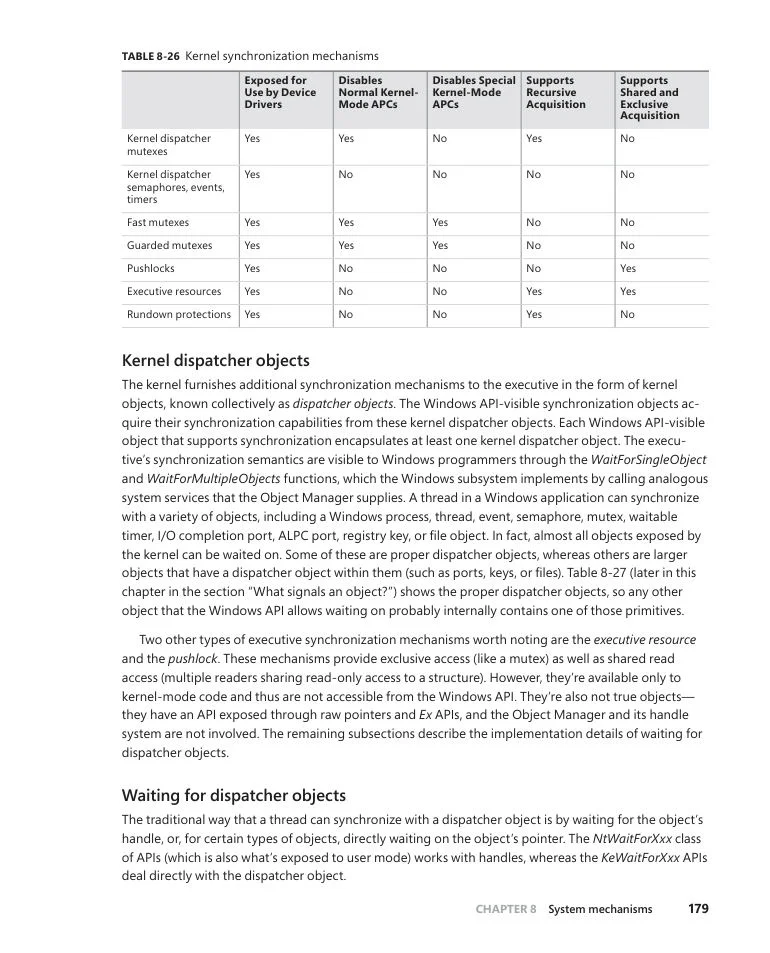 TABLE 8-26 Kernel synchronization mechanisms
Exposed for Use by Device Drivers | Disables Normal Kernel-Mode APCs | Disables Special Kernel-Mode APCs | Supports Recursive Acquisition | Supports Shared and Exclusive Acquisition
Kernel dispatcher mutexes | Yes | Yes | No | Yes | No
Kernel dispatcher semaphores, events, timers | Yes | No | No | No | No
Fast mutexes | Yes | Yes | Yes | No | No
Guarded mutexes | Yes | Yes | Yes | No | No
Pushlocks | Yes | No | No | No | Yes
Executive resources | Yes | No | No | Yes | Yes
Rundown protections | Yes | No | No | Yes | No
Kernel dispatcher objects
The kernel furnishes additional synchronization mechanisms to the executive in the form of kernel
objects, known collectively as dispatcher objects. The Windows API-visible synchronization objects ac-
quire their synchronization capabilities from these kernel dispatcher objects. Each Windows API-visible
object that supports synchronization encapsulates at least one kernel dispatcher object. The execu-
tive’s synchronization semantics are visible to Windows programmers through the WaitForSingleObject
and WaitForMultipleObjects functions, which the Windows subsystem implements by calling analogous
system services that the Object Manager supplies. A thread in a Windows application can synchronize
with a variety of objects, including a Windows process, thread, event, semaphore, mutex, waitable
timer, I/O completion port, ALPC port, registry key, or file object. In fact, almost all objects exposed by
the kernel can be waited on. Some of these are proper dispatcher objects, whereas others are larger
objects that have a dispatcher object within them (such as ports, keys, or files). Table 8-27 (later in this
chapter in the section “What signals an object?”) shows the proper dispatcher objects, so any other
object that the Windows API allows waiting on probably internally contains one of those primitives.
Two other types of executive synchronization mechanisms worth noting are the executive resource
and the pushlock. These mechanisms provide exclusive access (like a mutex) as well as shared read
access (multiple readers sharing read-only access to a structure). However, they’re available only to
kernel-mode code and thus are not accessible from the Windows API. They’re also not true objects—
they have an API exposed through raw pointers and Ex APIs, and the Object Manager and its handle
system are not involved. The remaining subsections describe the implementation details of waiting for
dispatcher objects.
Waiting for dispatcher objects
The traditional way that a thread can synchronize with a dispatcher object is by waiting for the object’s
handle, or, for certain types of objects, directly waiting on the object’s pointer. The NtWaitForXxx class
of APIs (which is also what’s exposed to user mode) works with handles, whereas the KeWaitForXxx APIs
deal directly with the dispatcher object.
CHAPTER 8 System mechanisms 179